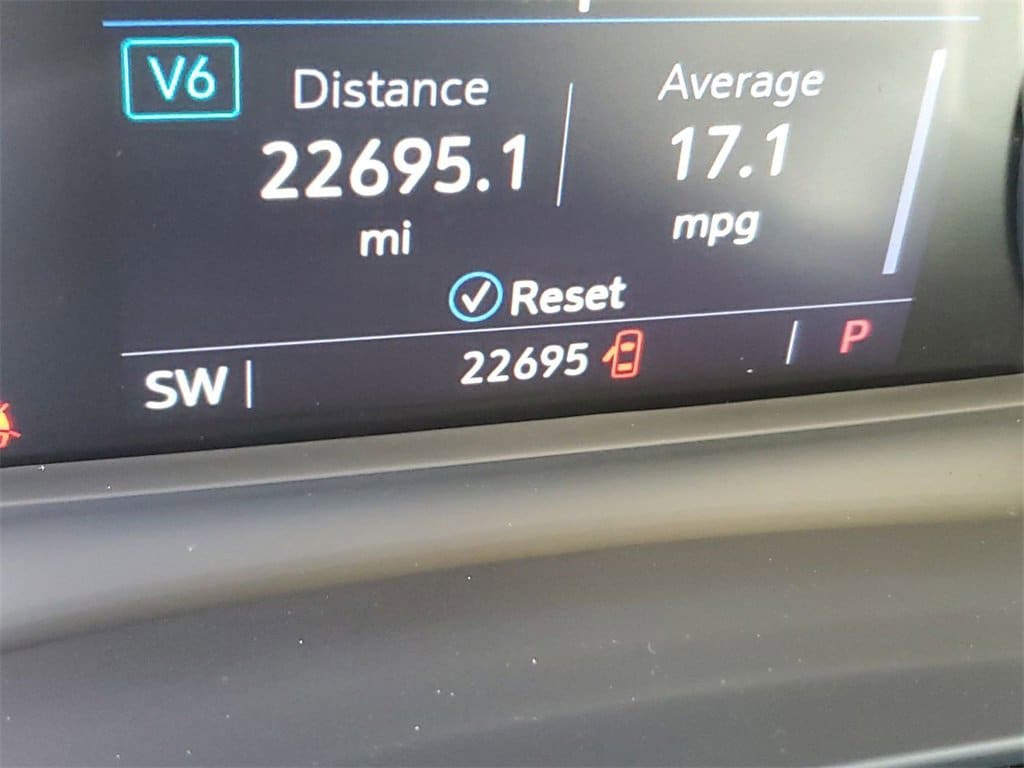 V6 Distance Average
22695.1 17.1
mi mpg
Reset
SW 22695 P